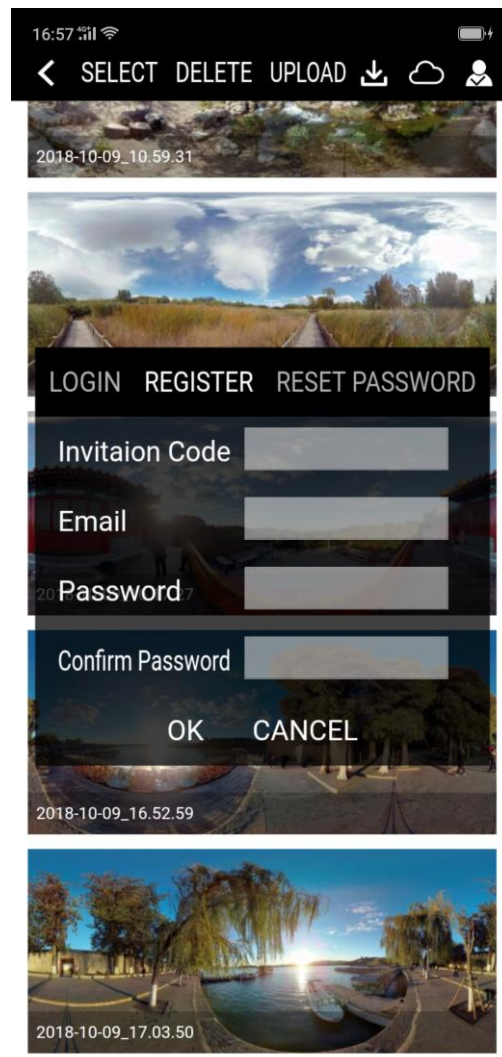 16:57 4G+
SELECT DELETE UPLOAD
2018-10-09_10.59.31
LOGIN REGISTER RESET PASSWORD
Invitaion Code
Email
Password
Confirm Password
OK CANCEL
2018-10-09_16.52.59
2018-10-09_17.03.50